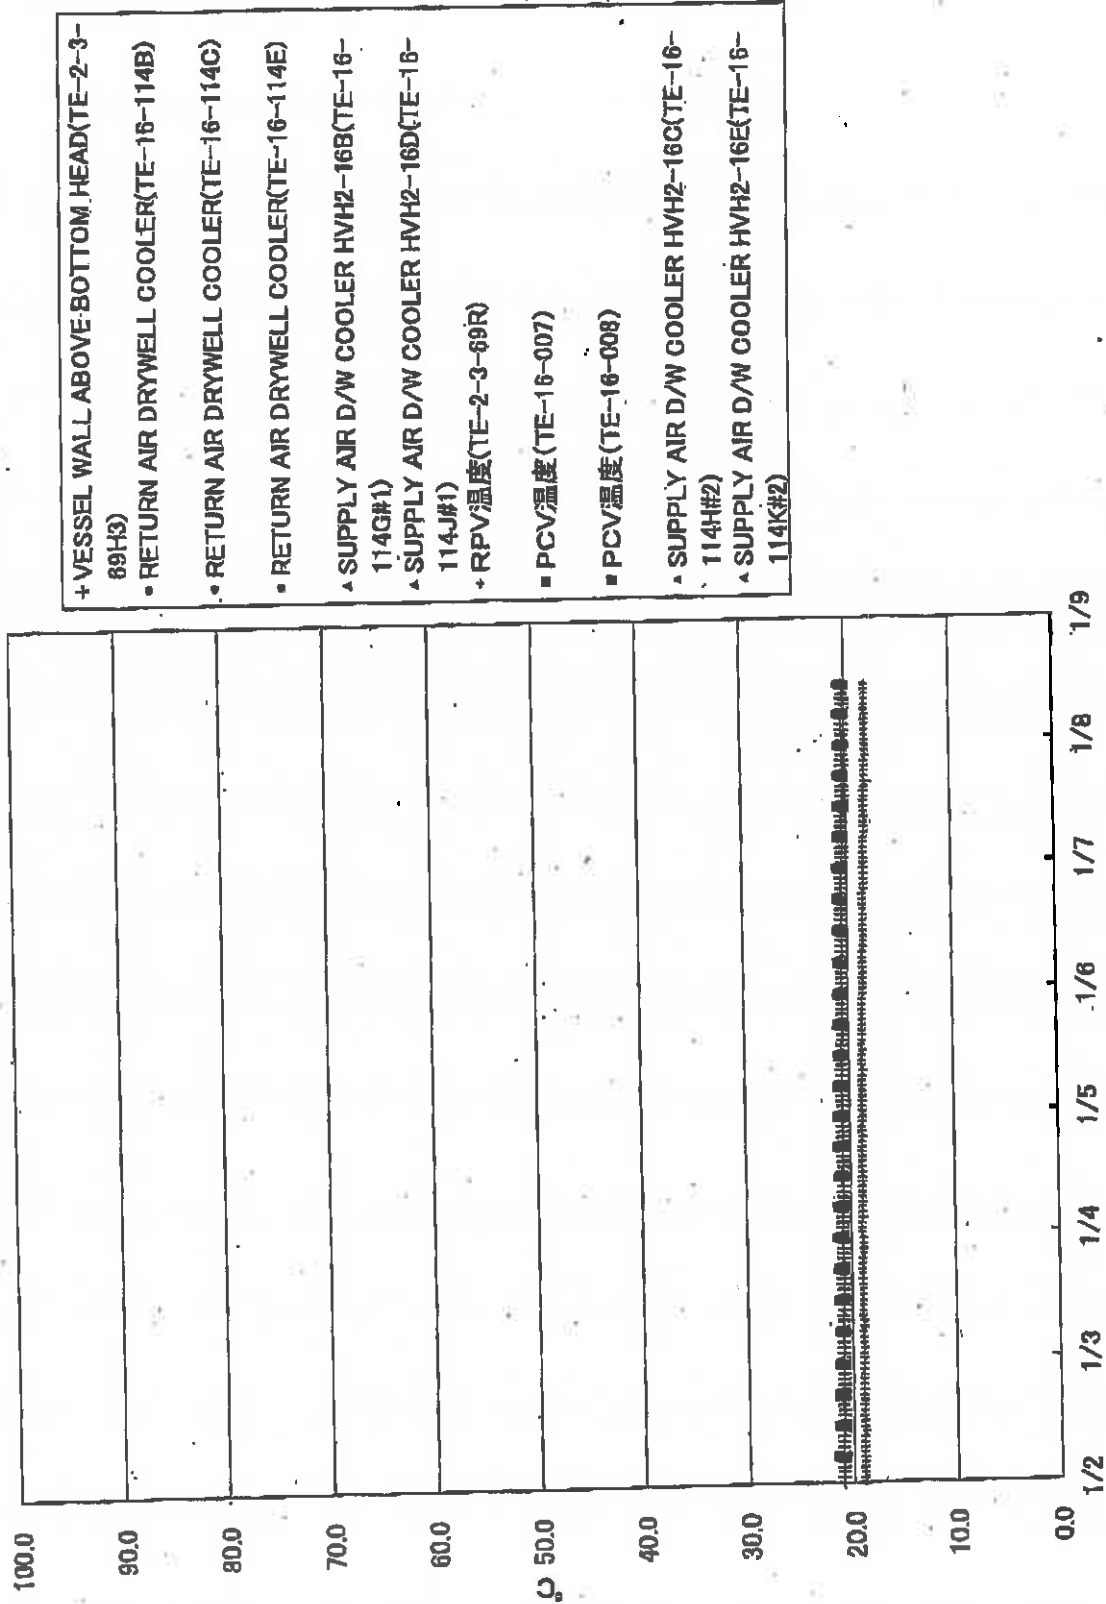 + VESSEL WALL ABOVE BOTTOM HEAD(TE-2-3-
69H3)
• RETURN AIR DRYWELL COOLER(TE-16-114B)
• RETURN AIR DRYWELL COOLER(TE-16-114C)
• RETURN AIR DRYWELL COOLER(TE-16-114E)
▲ SUPPLY AIR D/W COOLER HVH2-16B(TE-16-
114G#1)
▲ SUPPLY AIR D/W COOLER HVH2-16D(TE-16-
114J#1)
+ RPV温度(TE-2-3-69R)
■ PCV温度(TE-16-007)
■ PCV温度(TE-16-008)
▲ SUPPLY AIR D/W COOLER HVH2-16C(TE-16-
114H#2)
▲ SUPPLY AIR D/W COOLER HVH2-16E(TE-16-
114K#2)
100.0
90.0
80.0
70.0
60.0
℃ 50.0
40.0
30.0
20.0
10.0
0.0
1/2 1/3 1/4 1/5 1/6 1/7 1/8 1/9